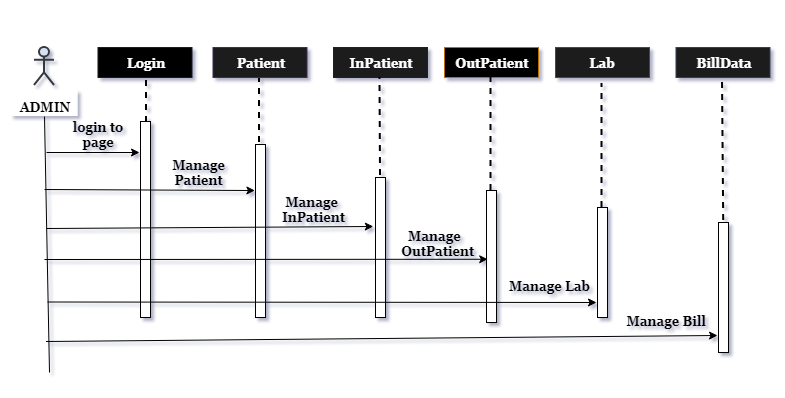 Login
Patient
InPatient
OutPatient
Lab
BillData
ADMIN
login to
page
Manage
Patient
Manage
InPatient
Manage
OutPatient
Manage Lab
Manage Bill